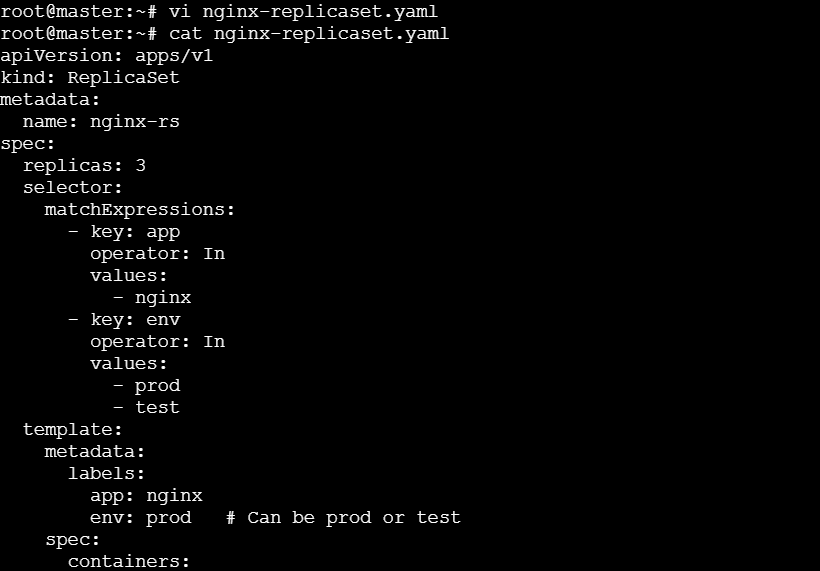 root@master:~# vi nginx-replicaset.yaml
root@master:~# cat nginx-replicaset.yaml
apiVersion: apps/v1
kind: ReplicaSet
metadata:
  name: nginx-rs
spec:
  replicas: 3
  selector:
    matchExpressions:
      - key: app
        operator: In
        values:
          - nginx
      - key: env
        operator: In
        values:
          - prod
          - test
  template:
    metadata:
      labels:
        app: nginx
        env: prod   # Can be prod or test
    spec:
      containers: